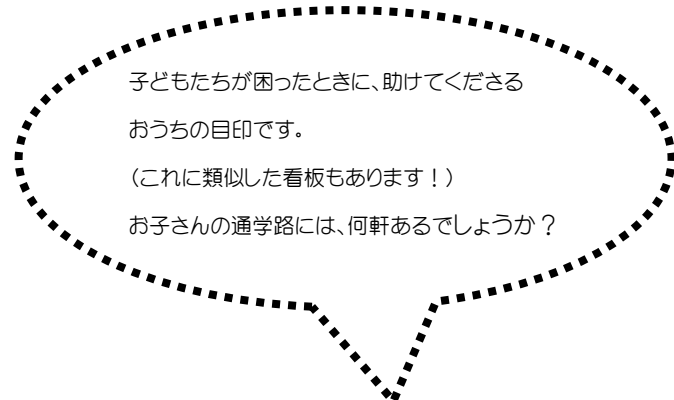 子どもたちが困ったときに、助けてくださる
おうちの目印です。
（これに類似した看板もあります！）
お子さんの通学路には、何軒あるでしょうか？